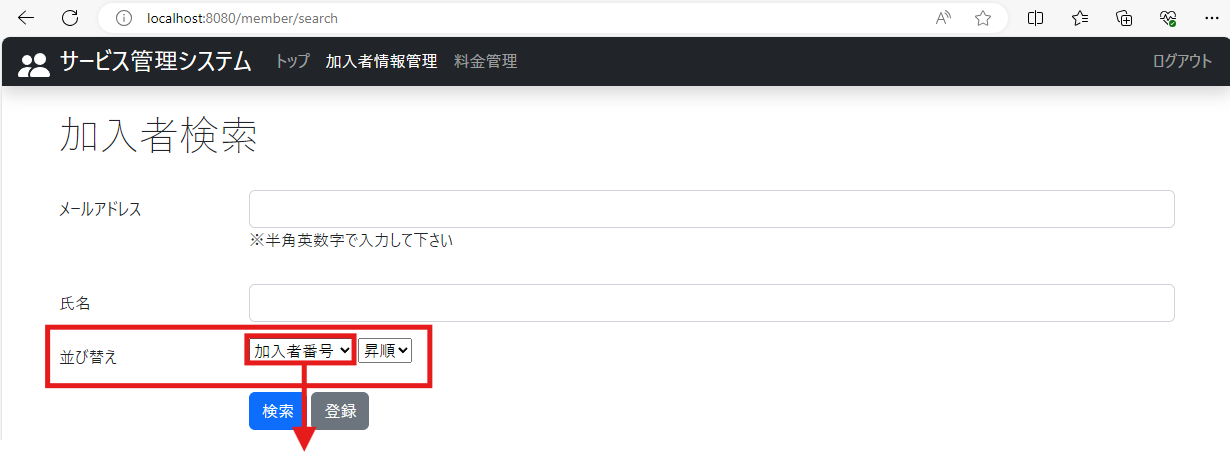 localhost:8080/member/search
サービス管理システム トップ 加入者情報管理 料金管理 ログアウト
加入者検索
メールアドレス
※半角英数字で入力して下さい
氏名
並び替え 加入者番号 昇順
検索 登録